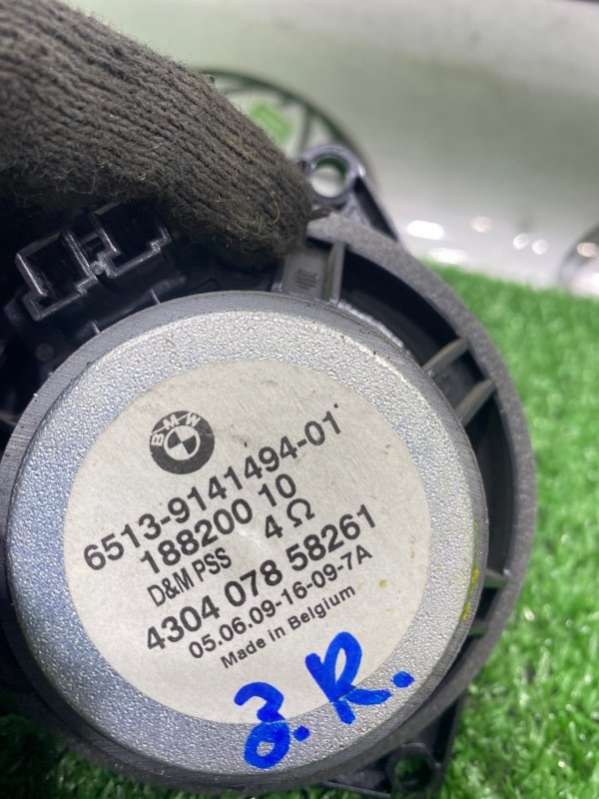 BMW
6513-9141494-01
188200 10
D&M PSS 4 Ω
4304 078 58261
05.06.09-16-09-7A
Made in Belgium
З.R.